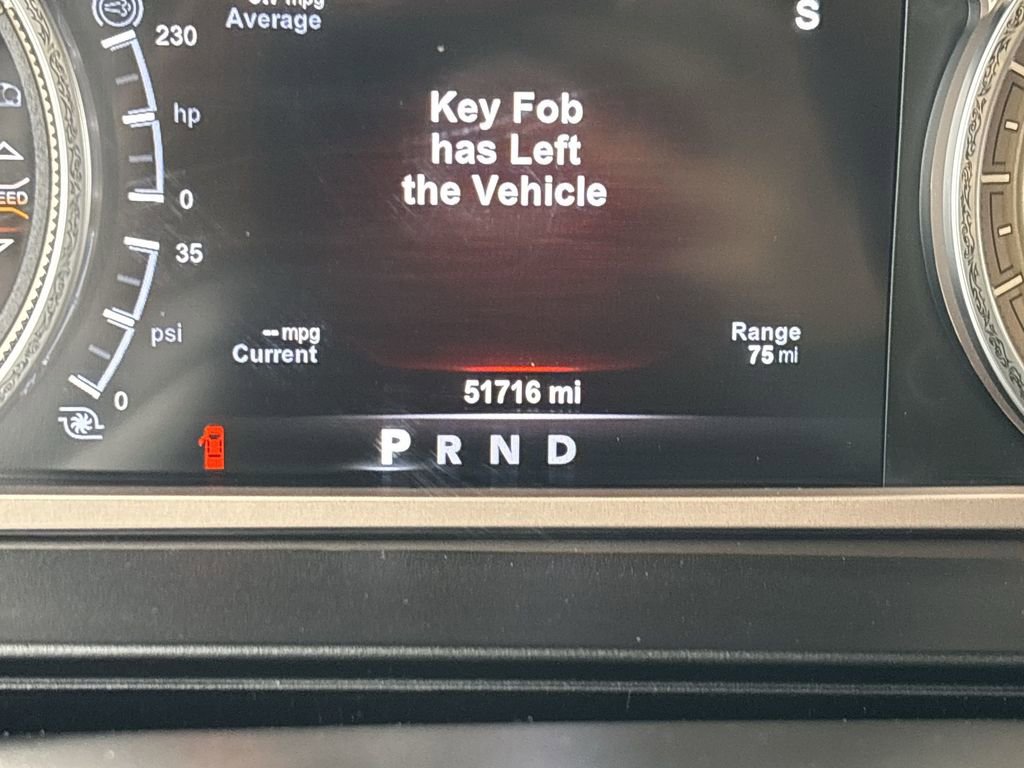 mpg
Average
S
230
hp
0
35
psi
0
Key Fob
has Left
the Vehicle
-- mpg
Current
Range
75 mi
51716 mi
P R N D